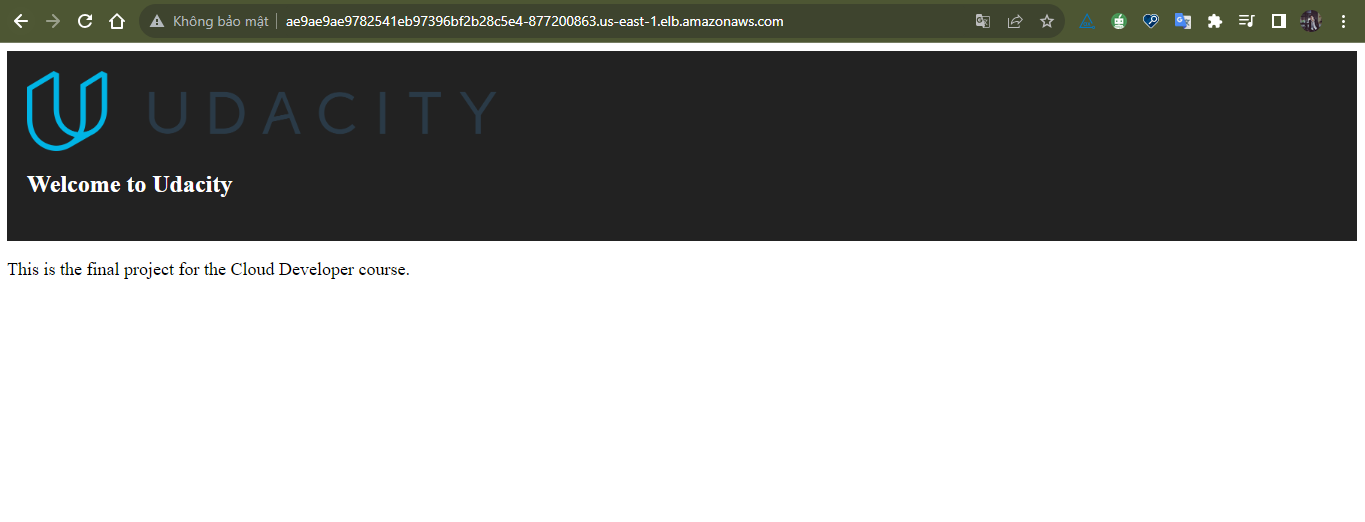 Không bảo mật ae9ae9ae9782541eb97396bf2b28c5e4-877200863.us-east-1.elb.amazonaws.com
UDACITY
Welcome to Udacity
This is the final project for the Cloud Developer course.